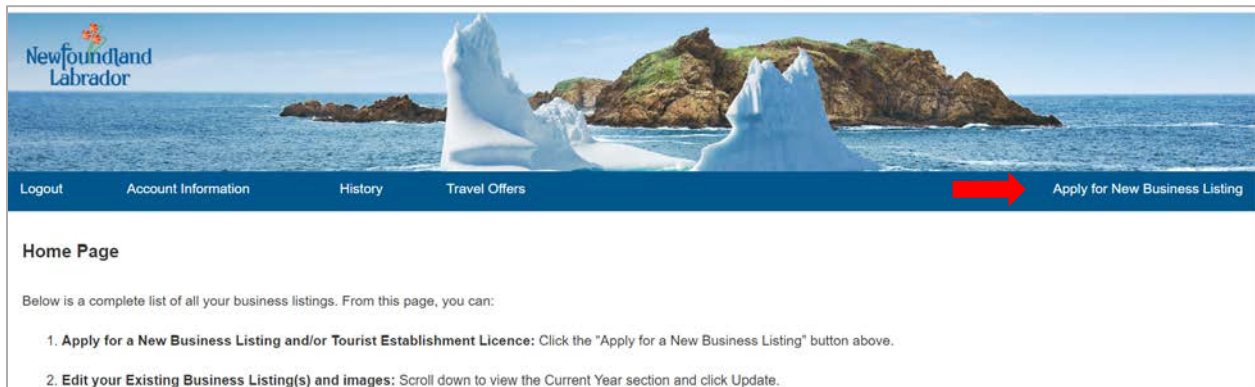 Newfoundland
Labrador
Logout Account Information History Travel Offers Apply for New Business Listing
Home Page
Below is a complete list of all your business listings. From this page, you can:
1. Apply for a New Business Listing and/or Tourist Establishment Licence: Click the "Apply for a New Business Listing" button above.
2. Edit your Existing Business Listing(s) and images: Scroll down to view the Current Year section and click Update.